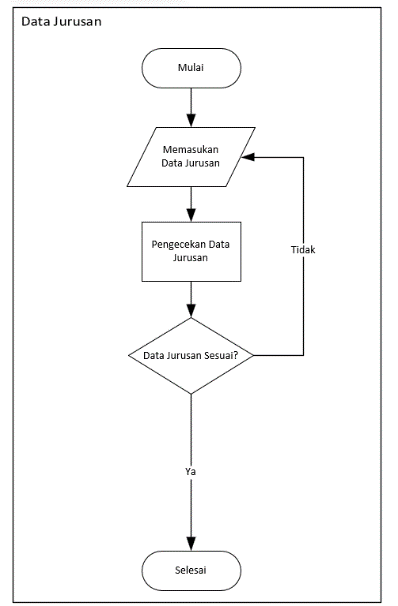 Data Jurusan
Mulai
Memasukan
Data Jurusan
Pengecekan Data
Jurusan
Tidak
Data Jurusan Sesuai?
Ya
Selesai